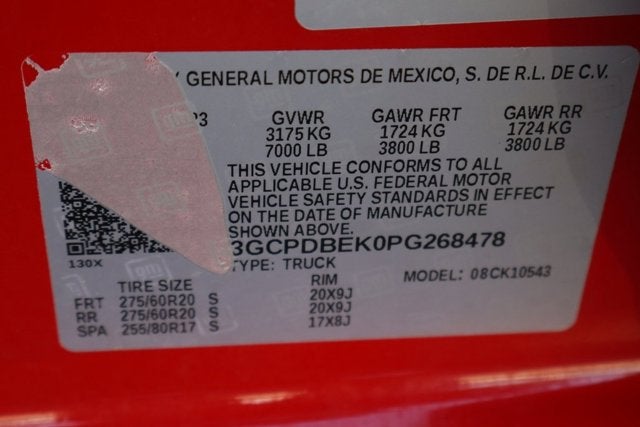 Y GENERAL MOTORS DE MEXICO, S. DE R.L. DE C.V.
23 GVWR GAWR FRT GAWR RR
3175 KG 1724 KG 1724 KG
7000 LB 3800 LB 3800 LB
THIS VEHICLE CONFORMS TO ALL
APPLICABLE U.S. FEDERAL MOTOR
VEHICLE SAFETY STANDARDS IN EFFECT
ON THE DATE OF MANUFACTURE
SHOWN ABOVE.
3GCPDBEK0PG268478
130X TYPE: TRUCK MODEL: 08CK10543
TIRE SIZE RIM
FRT 275/60R20 S 20X9J
RR 275/60R20 S 20X9J
SPA 255/80R17 S 17X8J